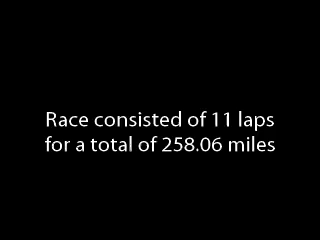 Race consisted of 11 laps
for a total of 258.06 miles